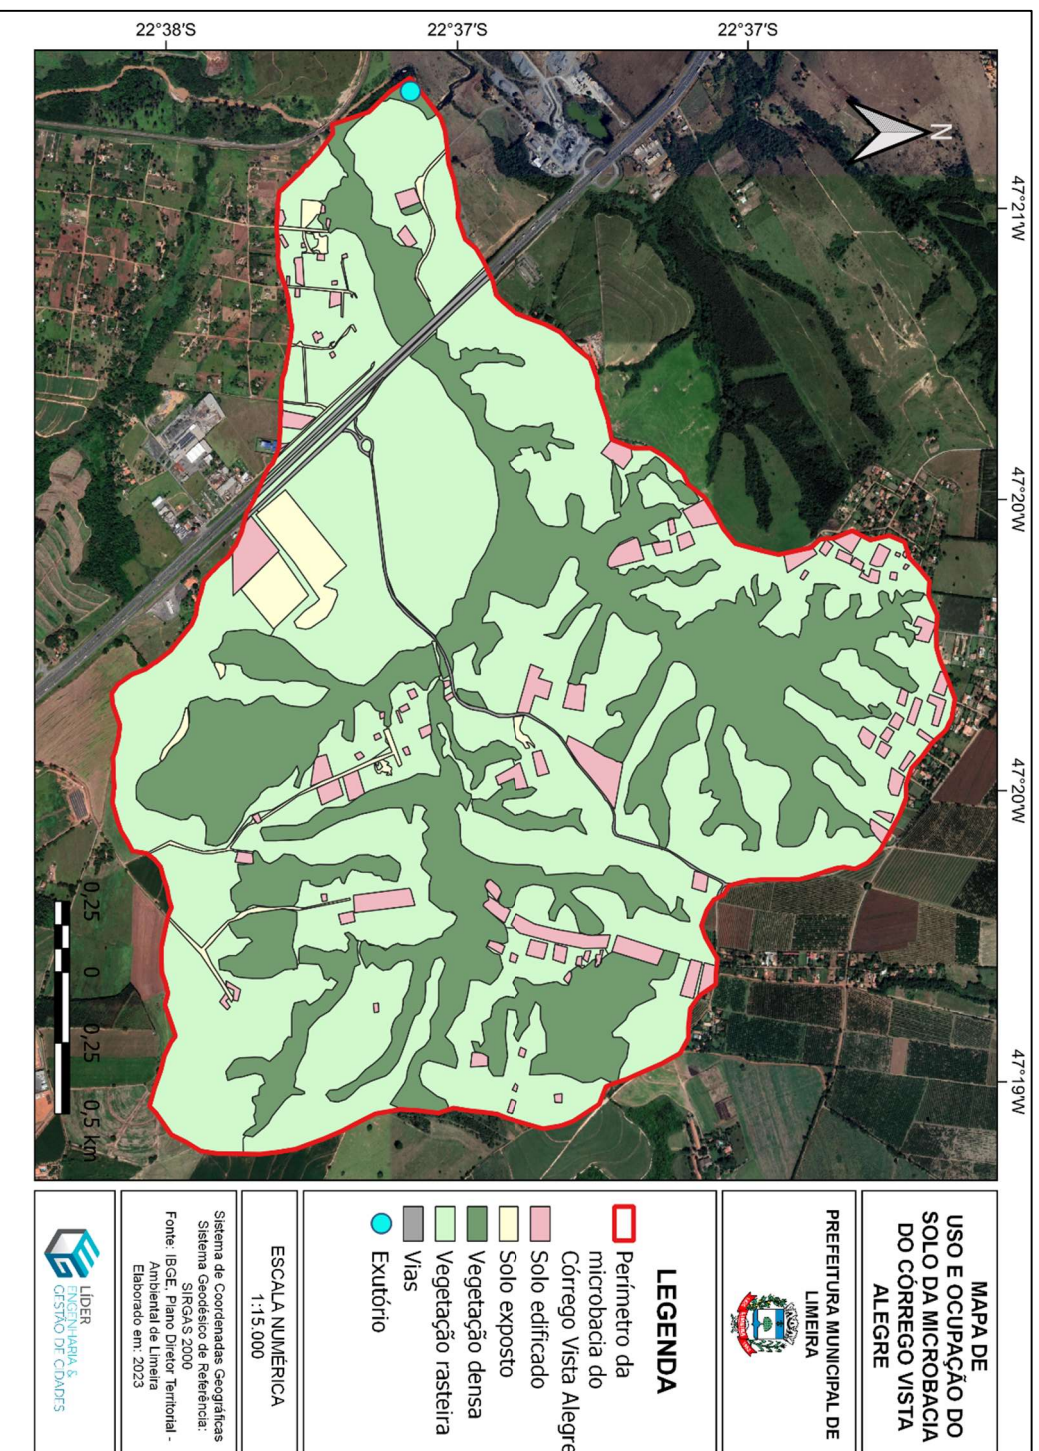 MAPA DE
USO E OCUPAÇÃO DO
SOLO DA MICROBACIA
DO CÓRREGO VISTA
ALEGRE
PREFEITURA MUNICIPAL DE
LIMEIRA
LEGENDA
Perímetro da
microbacia do
Córrego Vista Alegre
Solo edificado
Solo exposto
Vegetação densa
Vegetação rasteira
Vias
Exutório
ESCALA NUMÉRICA
1:15.000
Sistema de Coordenadas Geográficas
Sistema Geodésico de Referência:
SIRGAS 2000
Fonte: IBGE, Plano Diretor Territorial -
Ambiental de Limeira
Elaborado em: 2023
LÍDER
ENGENHARIA &
GESTÃO DE CIDADES
47°21'W
47°20'W
47°20'W
47°19'W
22°37'S
22°37'S
22°38'S
N
0,25 0 0,25 0,5 km